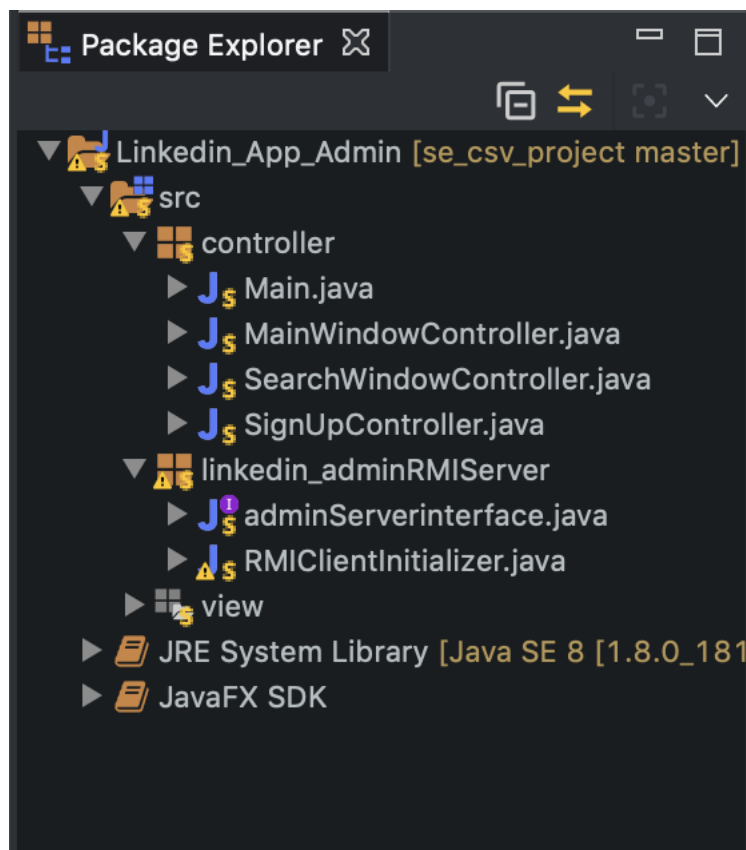 Package Explorer
Linkedin_App_Admin [se_csv_project master]
src
controller
Main.java
MainWindowController.java
SearchWindowController.java
SignUpController.java
linkedin_adminRMIServer
adminServerinterface.java
RMIClientInitializer.java
view
JRE System Library [Java SE 8 [1.8.0_181
JavaFX SDK